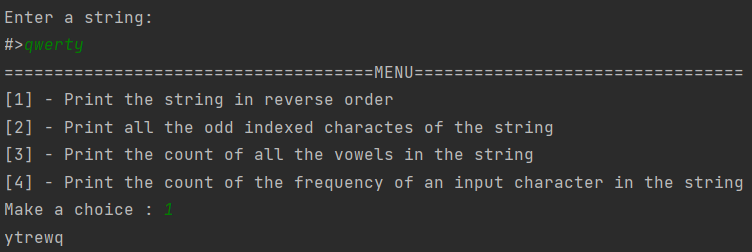 Enter a string:
#>qwerty
=====================================MENU=================================
[1] - Print the string in reverse order
[2] - Print all the odd indexed charactes of the string
[3] - Print the count of all the vowels in the string
[4] - Print the count of the frequency of an input character in the string
Make a choice : 1
ytrewq